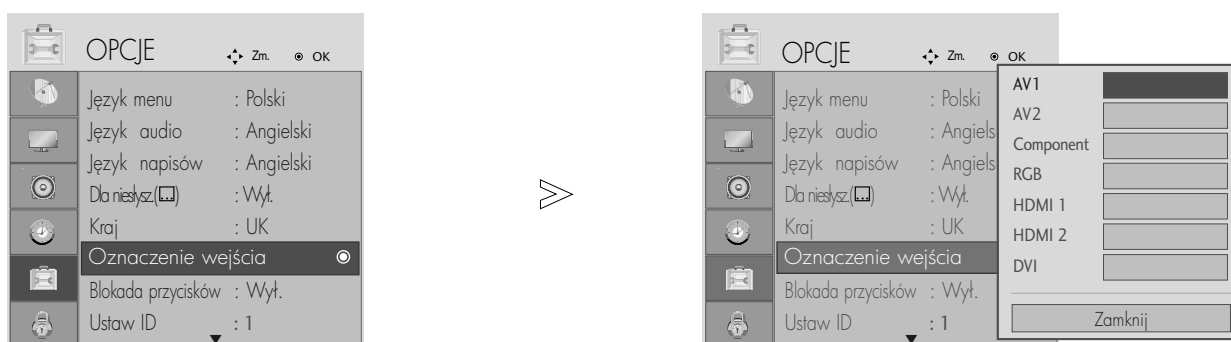 OPCJE Zm. OK
Język menu : Polski
Język audio : Angielski
Język napisów : Angielski
Dla niesłysz.( ) : Wył.
Kraj : UK
Oznaczenie wejścia
Blokada przycisków : Wył.
Ustaw ID : 1
OPCJE Zm. OK
Język menu : Polski
Język audio : Angiels
Język napisów : Angiels
Dla niesłysz.( ) : Wył.
Kraj : UK
Oznaczenie wejścia
Blokada przycisków : Wył.
Ustaw ID : 1
AV1
AV2
Component
RGB
HDMI 1
HDMI 2
DVI
Zamknij